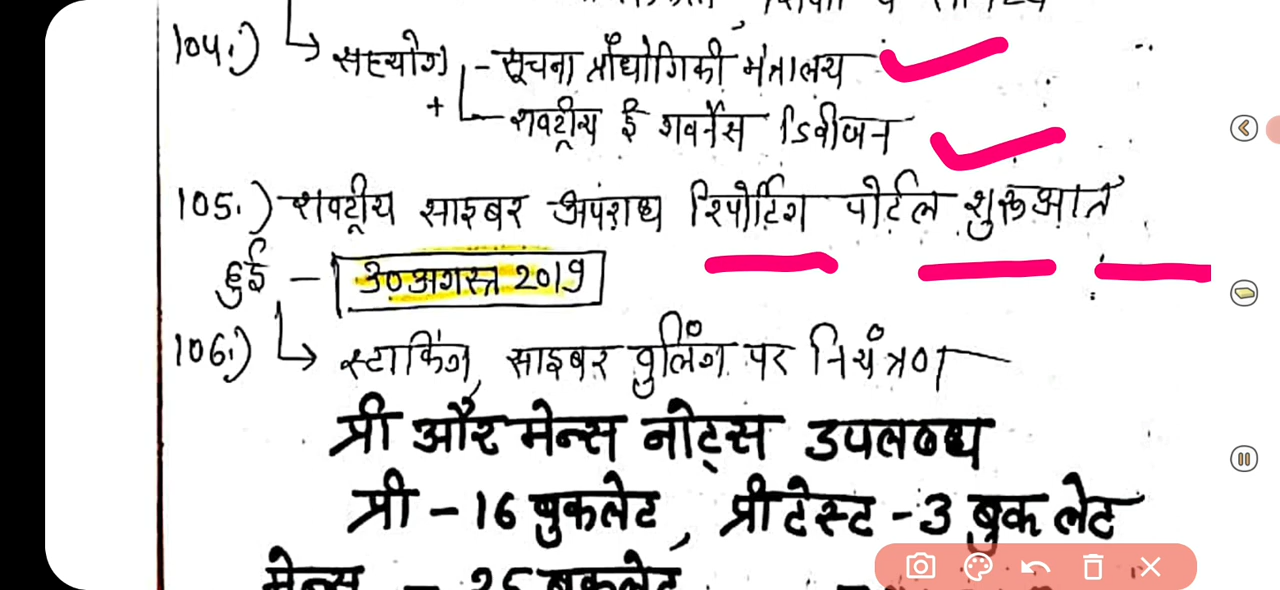 104.) ↳ सहयोग - सूचना प्रौद्योगिकी मंत्रालय
+ राष्ट्रीय ई गवर्नेंस डिवीजन
105.) राष्ट्रीय साइबर अपराध रिपोर्टिंग पोर्टल शुरूआत
हुई - 30 अगस्त 2019
106.) ↳ स्टाकिंग, साइबर वुलिंग पर नियंत्रण
प्री और मेन्स नोट्स उपलब्ध
प्री - 16 बुकलेट, प्रीटेस्ट - 3 बुकलेट
मेन्स - बुकलेट